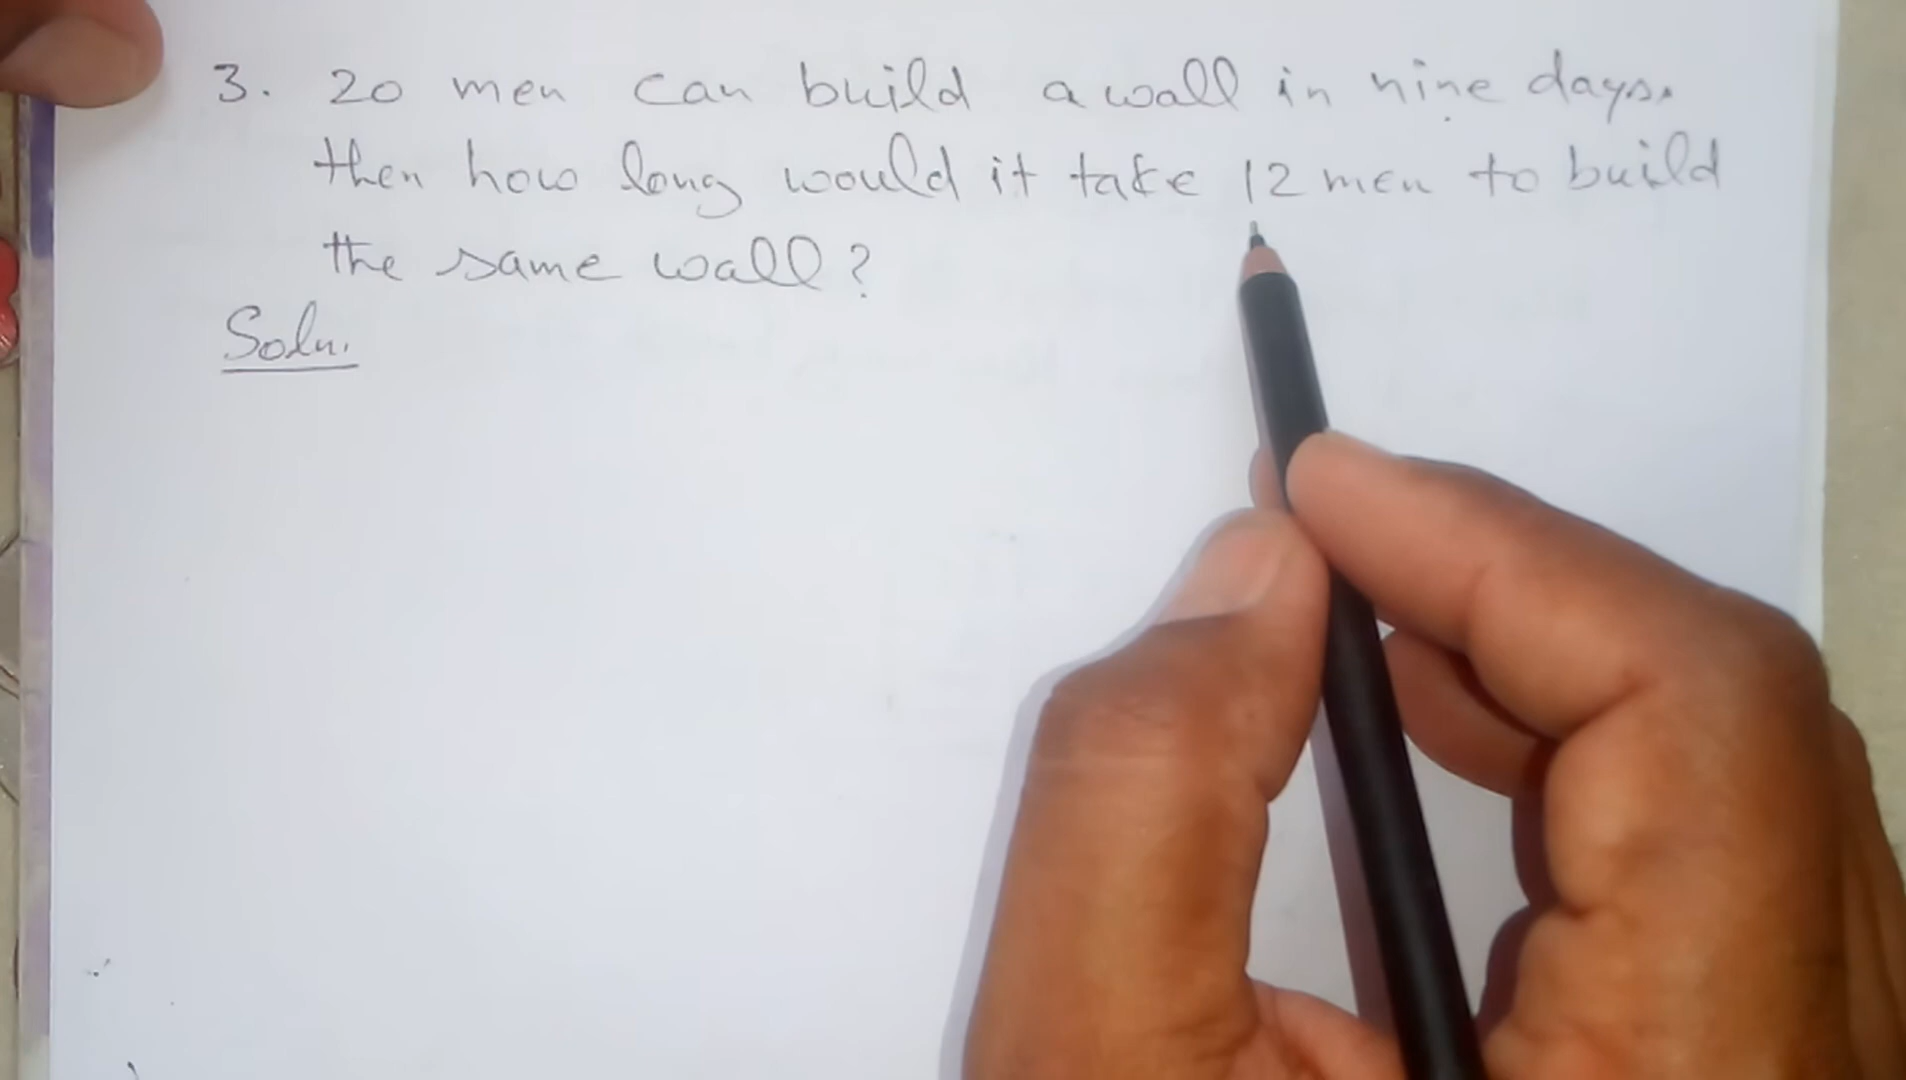 3. 20 men can build a wall in nine days.
then how long would it take 12 men to build
the same wall?
Soln.